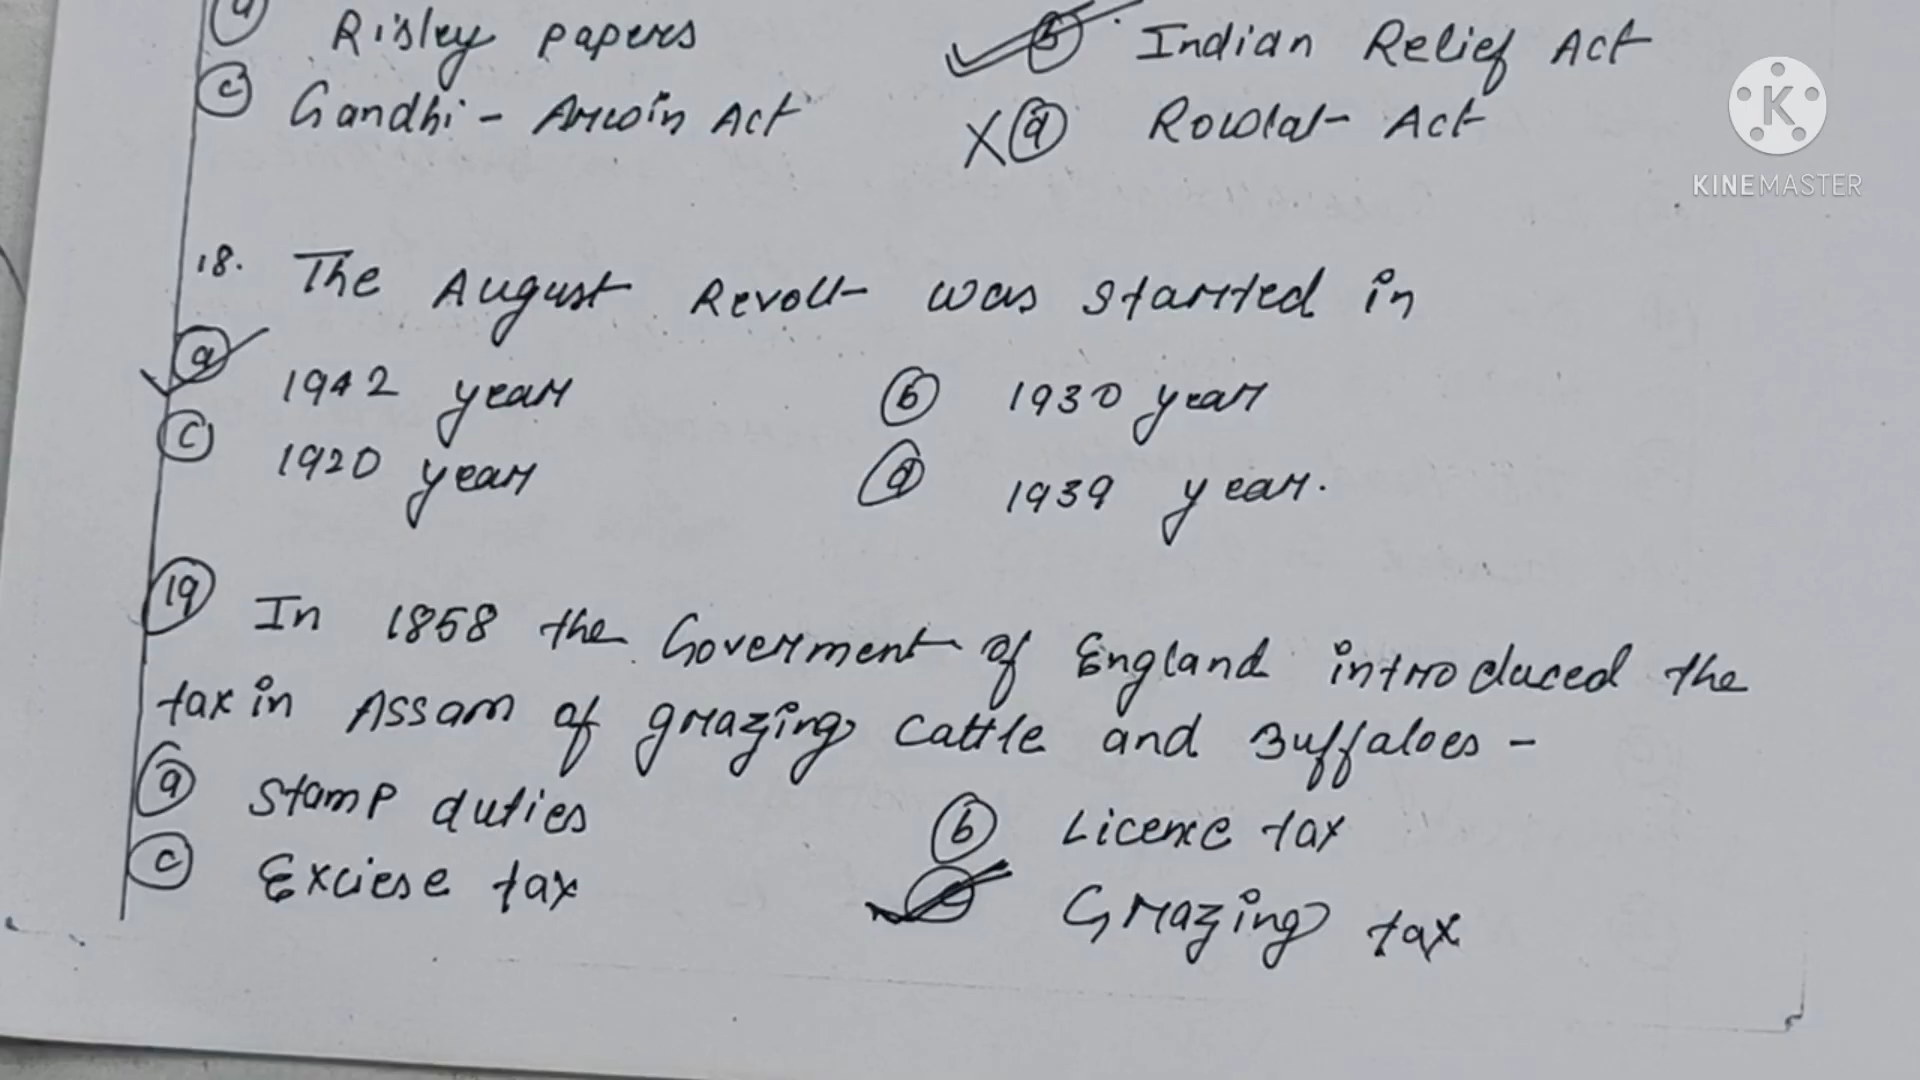 (a) Risley papers (b) Indian Relief Act
(c) Gandhi - Arwin Act X (d) Rowlat Act
18. The August Revolt was started in
(a) 1942 year (b) 1930 year
(c) 1920 year (d) 1939 year.
(19) In 1858 the Goverment of England introduced the
tax in Assam of grazing cattle and Buffaloes -
(a) Stamp duties (b) Licence tax
(c) Exciese tax Grazing tax
K
KINEMASTER